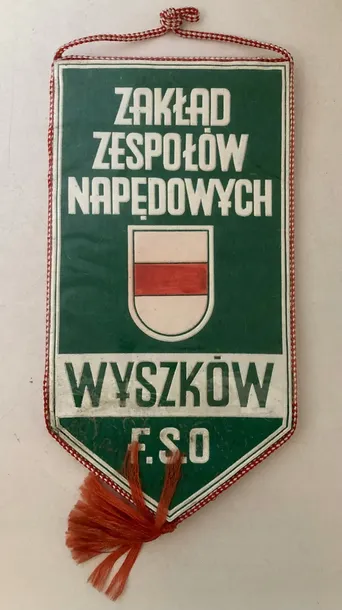 ZAKŁAD
ZESPOŁÓW
NAPĘDOWYCH
WYSZKÓW
F.S.O